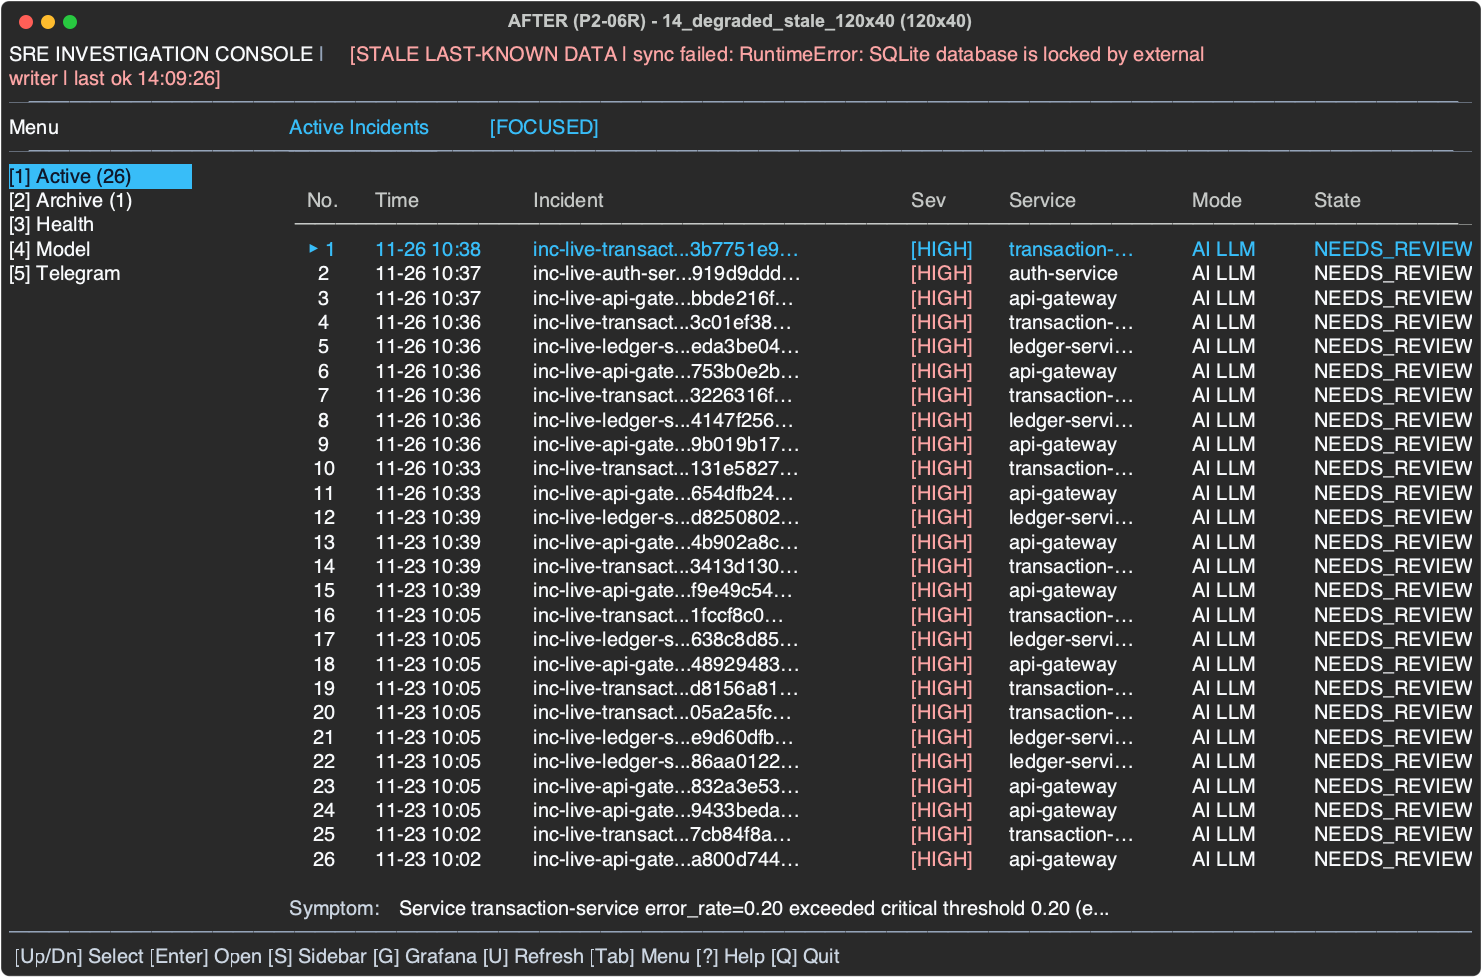 AFTER (P2-06R) - 14_degraded_stale_120x40 (120x40)
SRE INVESTIGATION CONSOLE | [STALE LAST-KNOWN DATA | sync failed: RuntimeError: SQLite database is locked by external
writer | last ok 14:09:26]
Menu Active Incidents [FOCUSED]
[1] Active (26)
[2] Archive (1)
[3] Health
[4] Model
[5] Telegram
No. Time Incident Sev Service Mode State
▸ 1 11-26 10:38 inc-live-transact...3b7751e9… [HIGH] transaction-… AI LLM NEEDS_REVIEW
2 11-26 10:37 inc-live-auth-ser...919d9ddd… [HIGH] auth-service AI LLM NEEDS_REVIEW
3 11-26 10:37 inc-live-api-gate...bbde216f… [HIGH] api-gateway AI LLM NEEDS_REVIEW
4 11-26 10:36 inc-live-transact...3c01ef38… [HIGH] transaction-… AI LLM NEEDS_REVIEW
5 11-26 10:36 inc-live-ledger-s...eda3be04… [HIGH] ledger-servi… AI LLM NEEDS_REVIEW
6 11-26 10:36 inc-live-api-gate...753b0e2b… [HIGH] api-gateway AI LLM NEEDS_REVIEW
7 11-26 10:36 inc-live-transact...3226316f… [HIGH] transaction-… AI LLM NEEDS_REVIEW
8 11-26 10:36 inc-live-ledger-s...4147f256… [HIGH] ledger-servi… AI LLM NEEDS_REVIEW
9 11-26 10:36 inc-live-api-gate...9b019b17… [HIGH] api-gateway AI LLM NEEDS_REVIEW
10 11-26 10:33 inc-live-transact...131e5827… [HIGH] transaction-… AI LLM NEEDS_REVIEW
11 11-26 10:33 inc-live-api-gate...654dfb24… [HIGH] api-gateway AI LLM NEEDS_REVIEW
12 11-23 10:39 inc-live-ledger-s...d8250802… [HIGH] ledger-servi… AI LLM NEEDS_REVIEW
13 11-23 10:39 inc-live-api-gate...4b902a8c… [HIGH] api-gateway AI LLM NEEDS_REVIEW
14 11-23 10:39 inc-live-transact...3413d130… [HIGH] transaction-… AI LLM NEEDS_REVIEW
15 11-23 10:39 inc-live-api-gate...f9e49c54… [HIGH] api-gateway AI LLM NEEDS_REVIEW
16 11-23 10:05 inc-live-transact...1fccf8c0… [HIGH] transaction-… AI LLM NEEDS_REVIEW
17 11-23 10:05 inc-live-ledger-s...638c8d85… [HIGH] ledger-servi… AI LLM NEEDS_REVIEW
18 11-23 10:05 inc-live-api-gate...48929483… [HIGH] api-gateway AI LLM NEEDS_REVIEW
19 11-23 10:05 inc-live-transact...d8156a81… [HIGH] transaction-… AI LLM NEEDS_REVIEW
20 11-23 10:05 inc-live-transact...05a2a5fc… [HIGH] transaction-… AI LLM NEEDS_REVIEW
21 11-23 10:05 inc-live-ledger-s...e9d60dfb… [HIGH] ledger-servi… AI LLM NEEDS_REVIEW
22 11-23 10:05 inc-live-ledger-s...86aa0122… [HIGH] ledger-servi… AI LLM NEEDS_REVIEW
23 11-23 10:05 inc-live-api-gate...832a3e53… [HIGH] api-gateway AI LLM NEEDS_REVIEW
24 11-23 10:05 inc-live-api-gate...9433beda… [HIGH] api-gateway AI LLM NEEDS_REVIEW
25 11-23 10:02 inc-live-transact...7cb84f8a… [HIGH] transaction-… AI LLM NEEDS_REVIEW
26 11-23 10:02 inc-live-api-gate...a800d744… [HIGH] api-gateway AI LLM NEEDS_REVIEW
Symptom: Service transaction-service error_rate=0.20 exceeded critical threshold 0.20 (e...
[Up/Dn] Select [Enter] Open [S] Sidebar [G] Grafana [U] Refresh [Tab] Menu [?] Help [Q] Quit